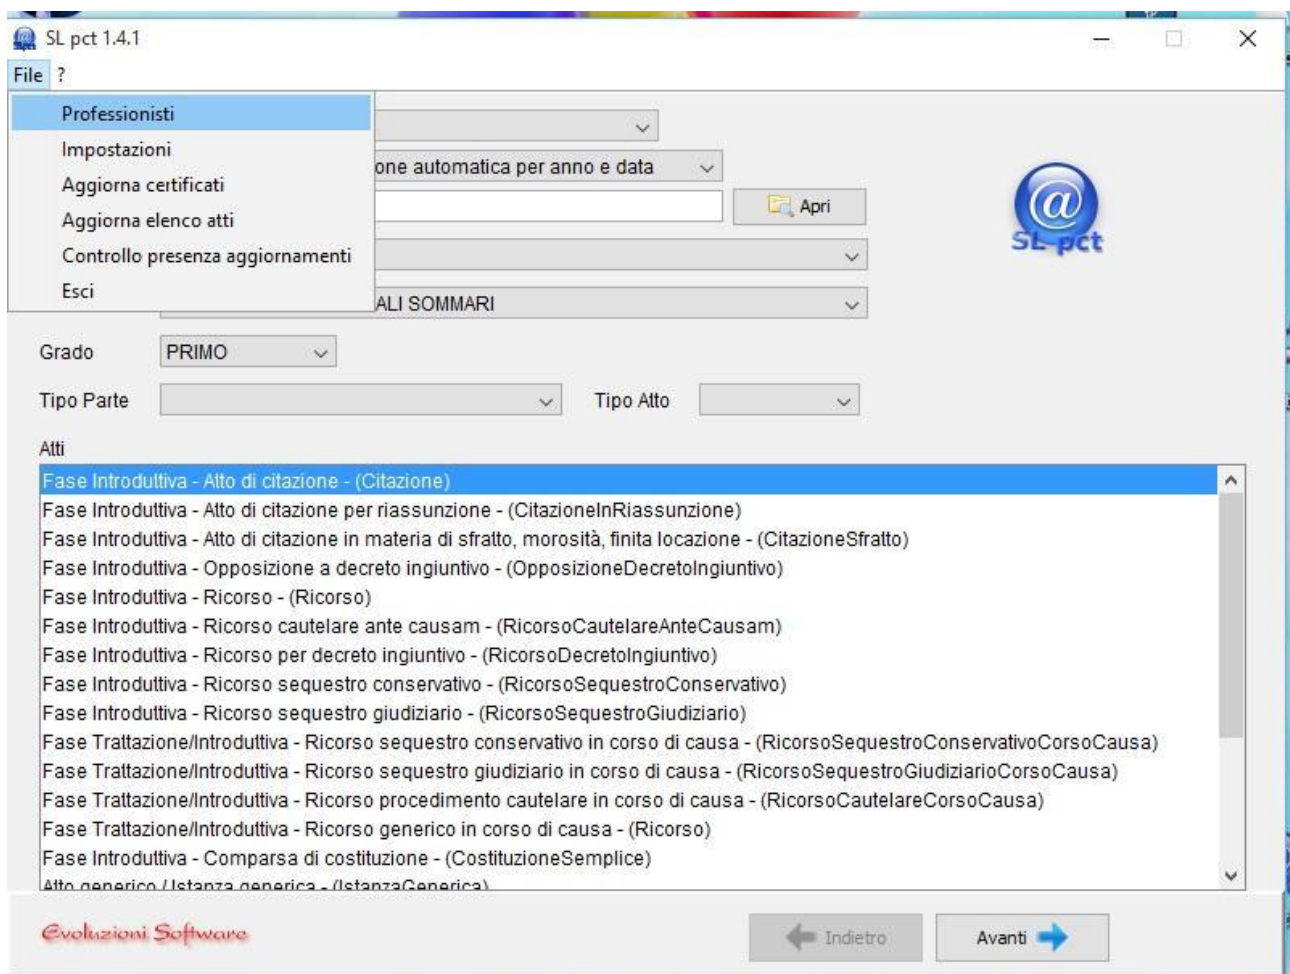 SL pct 1.4.1
File ?
Professionisti
Impostazioni
one automatica per anno e data
Aggiorna certificati
Aggiorna elenco atti
Apri
Controllo presenza aggiornamenti
SL pct
Esci
ALI SOMMARI
Grado PRIMO
Tipo Parte Tipo Atto
Atti
Fase Introduttiva - Atto di citazione - (Citazione)
Fase Introduttiva - Atto di citazione per riassunzione - (CitazioneInRiassunzione)
Fase Introduttiva - Atto di citazione in materia di sfratto, morosità, finita locazione - (CitazioneSfratto)
Fase Introduttiva - Opposizione a decreto ingiuntivo - (OpposizioneDecretoIngiuntivo)
Fase Introduttiva - Ricorso - (Ricorso)
Fase Introduttiva - Ricorso cautelare ante causam - (RicorsoCautelareAnteCausam)
Fase Introduttiva - Ricorso per decreto ingiuntivo - (RicorsoDecretoIngiuntivo)
Fase Introduttiva - Ricorso sequestro conservativo - (RicorsoSequestroConservativo)
Fase Introduttiva - Ricorso sequestro giudiziario - (RicorsoSequestroGiudiziario)
Fase Trattazione/Introduttiva - Ricorso sequestro conservativo in corso di causa - (RicorsoSequestroConservativoCorsoCausa)
Fase Trattazione/Introduttiva - Ricorso sequestro giudiziario in corso di causa - (RicorsoSequestroGiudiziarioCorsoCausa)
Fase Trattazione/Introduttiva - Ricorso procedimento cautelare in corso di causa - (RicorsoCautelareCorsoCausa)
Fase Trattazione/Introduttiva - Ricorso generico in corso di causa - (Ricorso)
Fase Introduttiva - Comparsa di costituzione - (CostituzioneSemplice)
Atto generico / Istanza generica - (IstanzaGenerica)
Evoluzioni Software
Indietro
Avanti